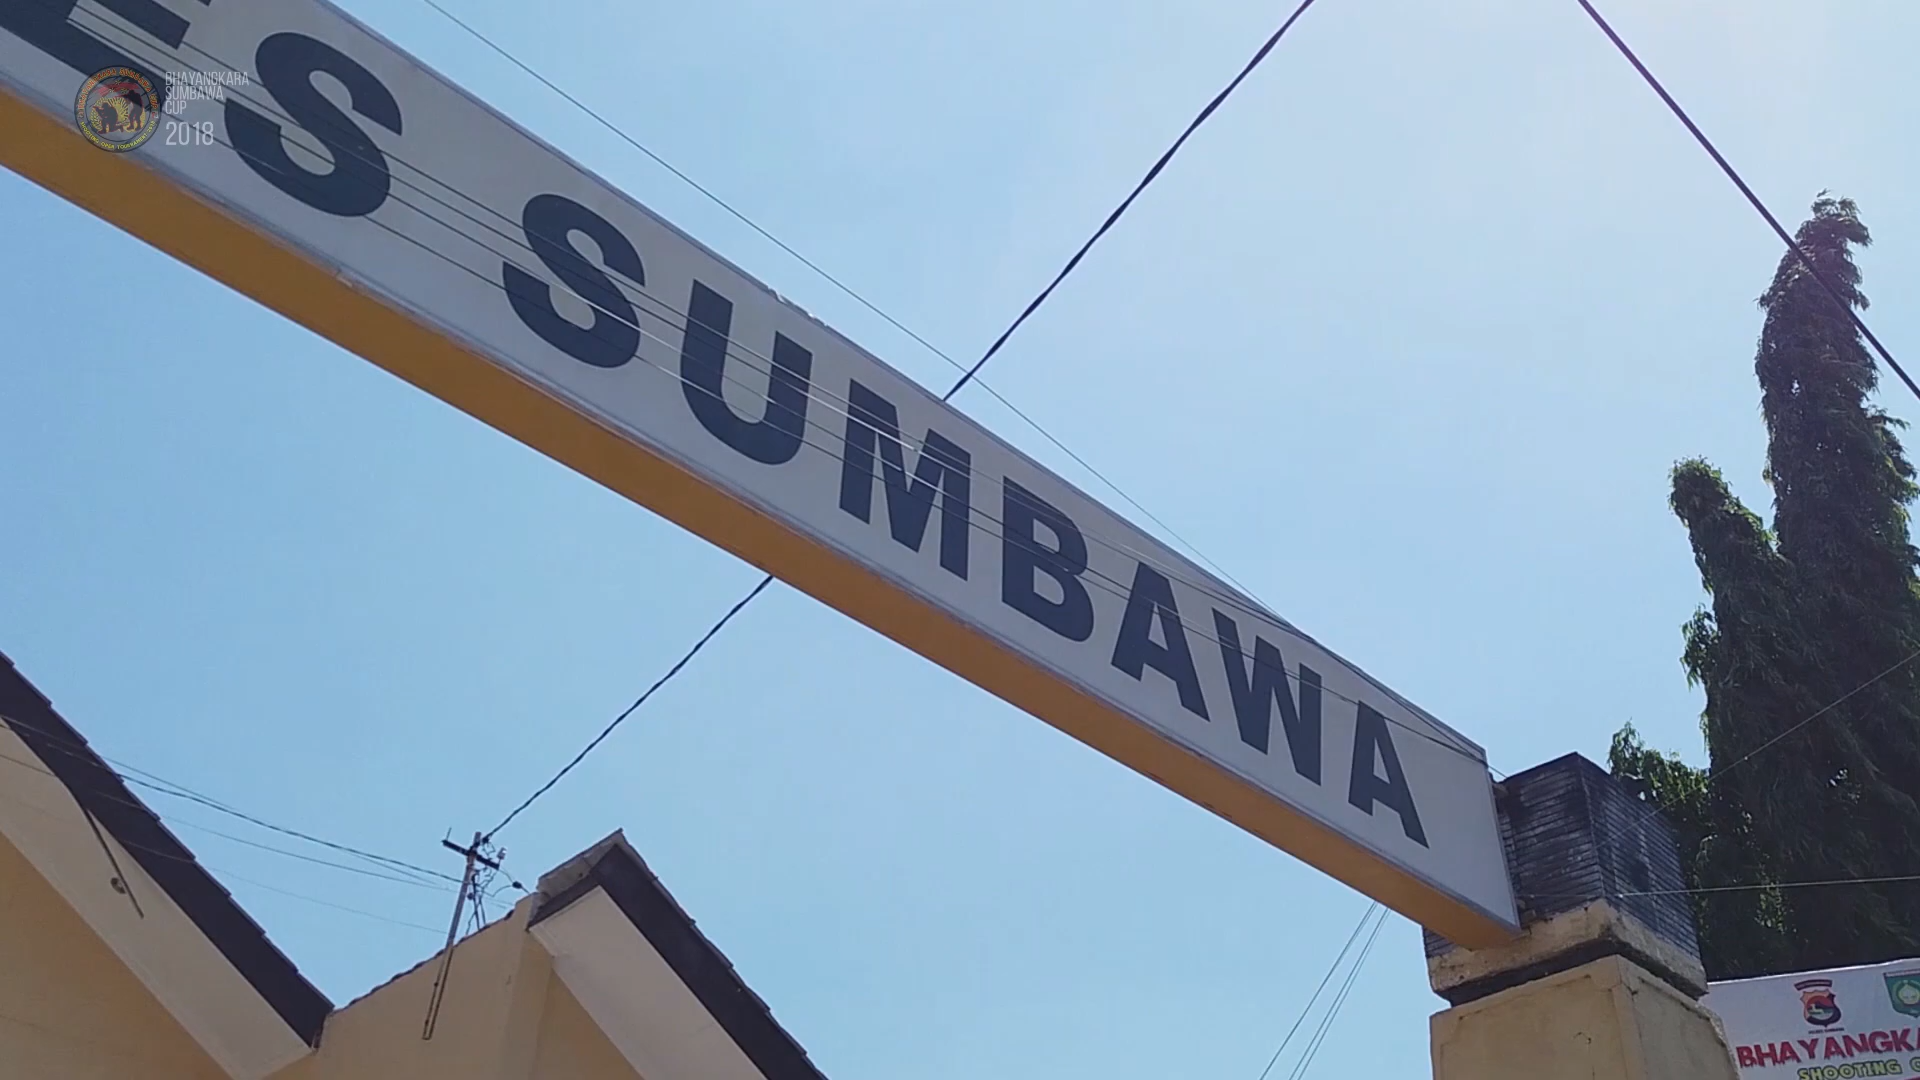 BHAYANGKARA
SUMBAWA
CUP
2018
ES SUMBAWA
BHAYANGKA
SHOOTING